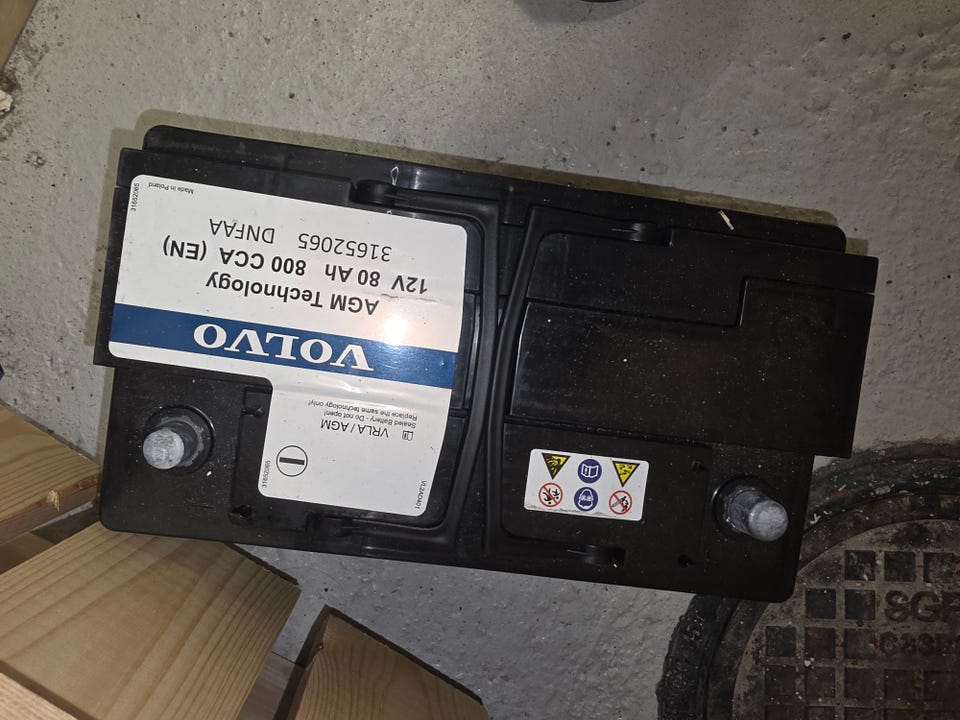 VOLVO
AGM Technology
12V 80 Ah 800 CCA (EN)
31652065 DNFAA
Made in Poland
31652065
VRLA / AGM
Sealed Battery - Do not open!
Replace the same technology only!
31652065